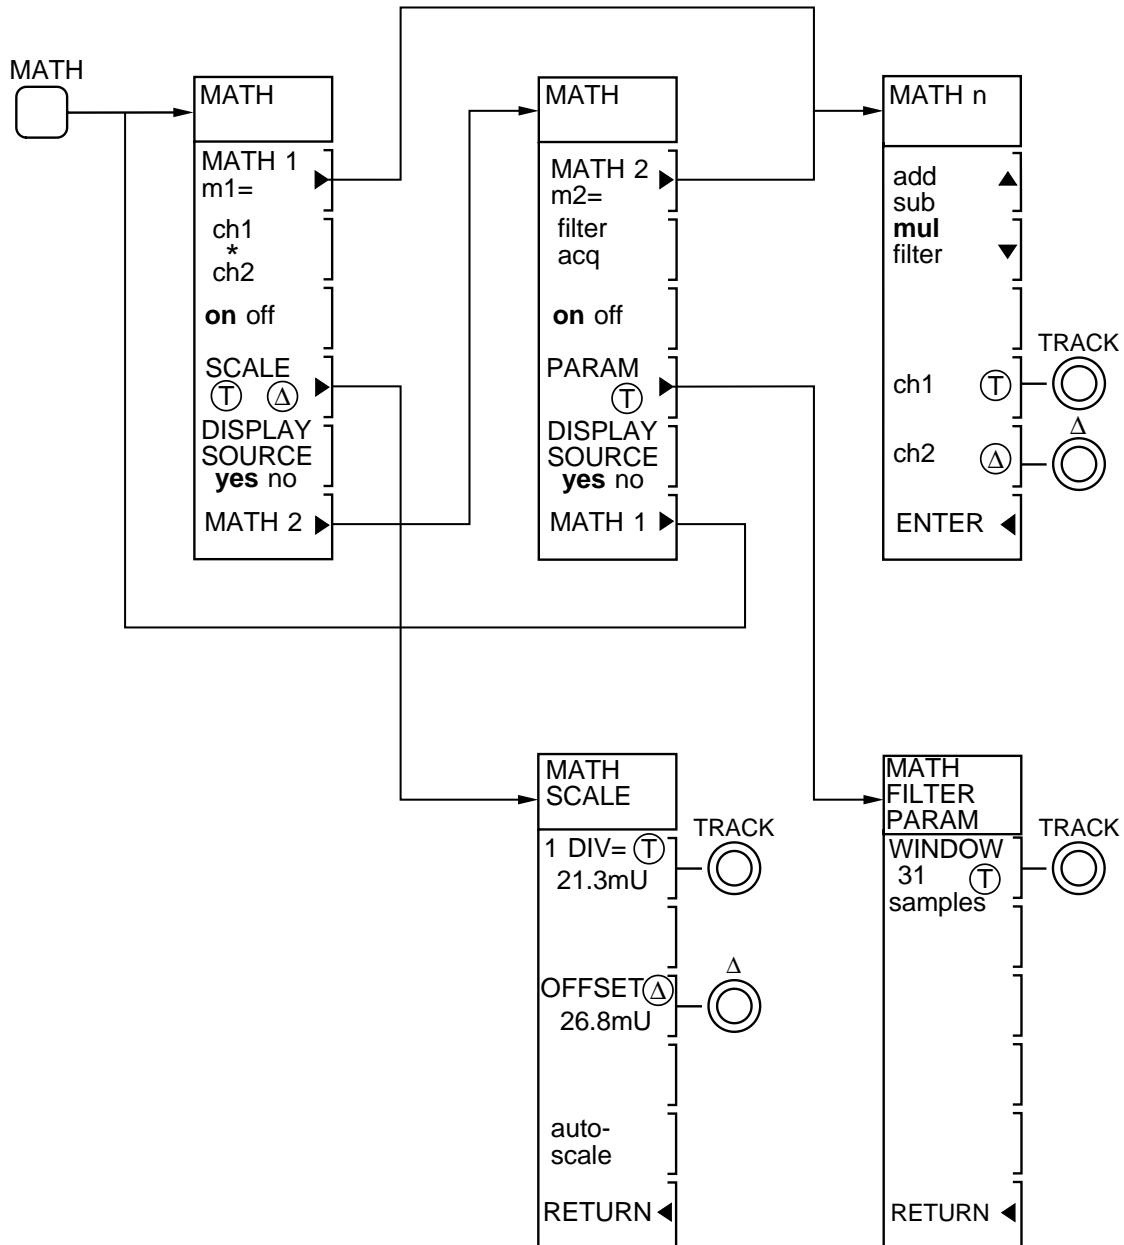 MATH
MATH
MATH 1
m1=
ch1
*
ch2
on off
SCALE
T Δ
DISPLAY
SOURCE
yes no
MATH 2
MATH
MATH 2
m2=
filter
acq
on off
PARAM
T
DISPLAY
SOURCE
yes no
MATH 1
MATH n
add
sub
mul
filter
TRACK
ch1 T
Δ
ch2 Δ
ENTER
MATH
SCALE
TRACK
1 DIV= T
21.3mU
Δ
OFFSET Δ
26.8mU
auto-
scale
RETURN
MATH
FILTER
PARAM
TRACK
WINDOW
31 T
samples
RETURN